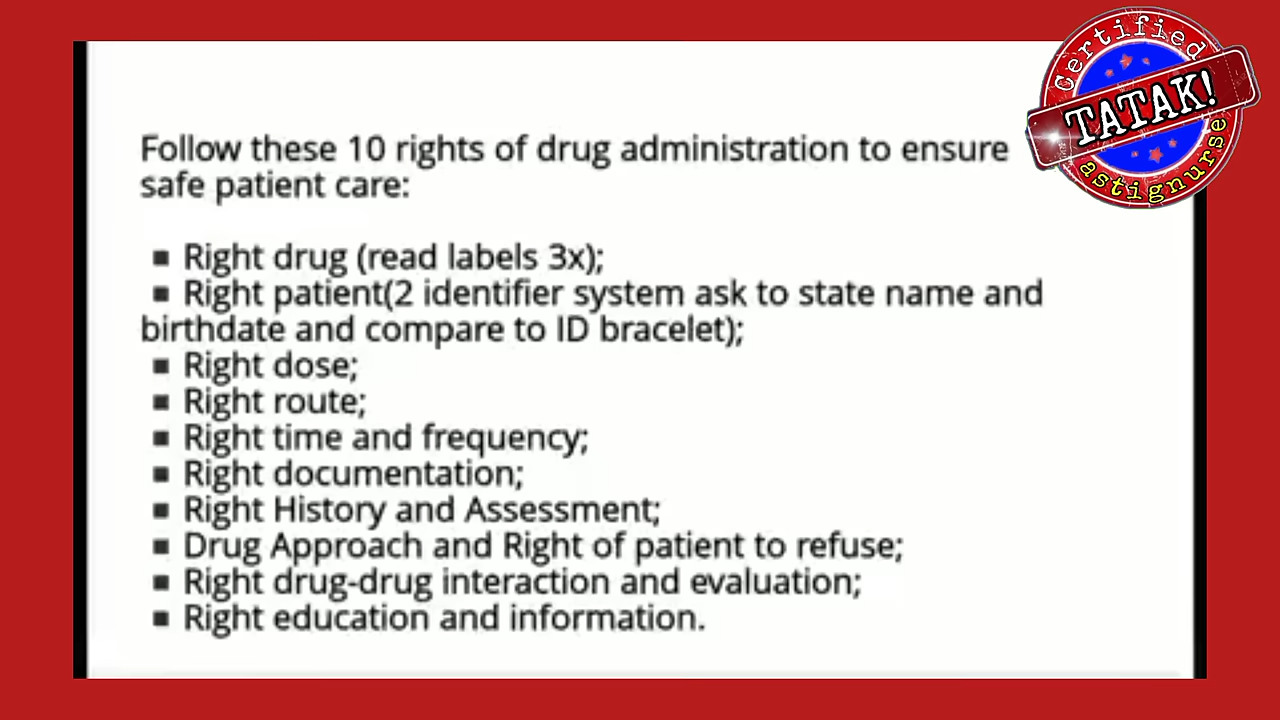 Certified
TATAK!
astignurse
Follow these 10 rights of drug administration to ensure
safe patient care:
▪ Right drug (read labels 3x);
▪ Right patient(2 identifier system ask to state name and
birthdate and compare to ID bracelet);
▪ Right dose;
▪ Right route;
▪ Right time and frequency;
▪ Right documentation;
▪ Right History and Assessment;
▪ Drug Approach and Right of patient to refuse;
▪ Right drug-drug interaction and evaluation;
▪ Right education and information.